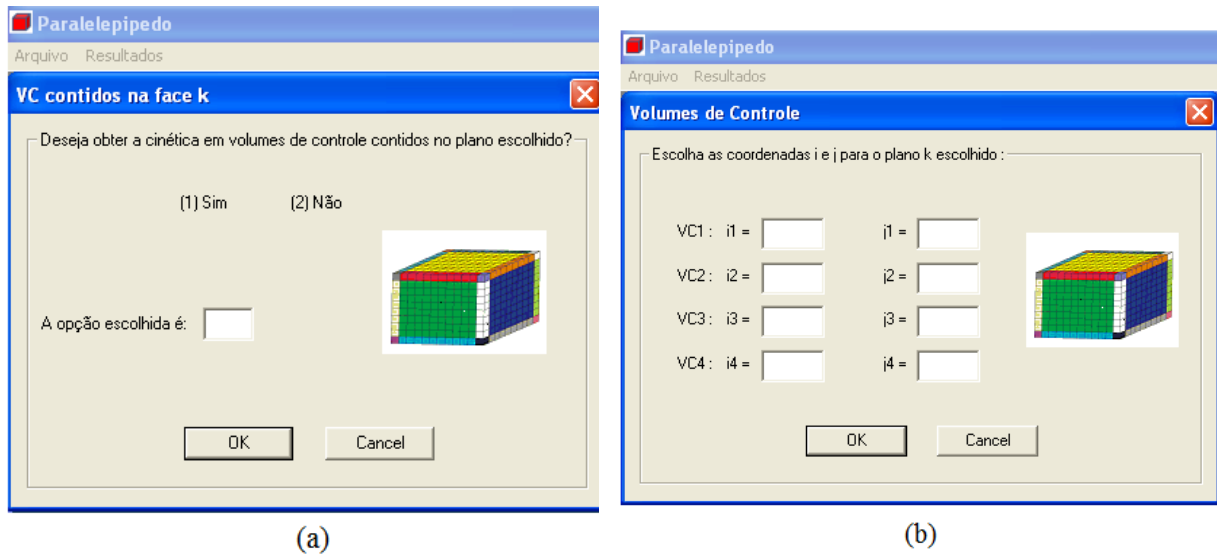 Paralelepipedo
Arquivo Resultados
VC contidos na face k
Deseja obter a cinética em volumes de controle contidos no plano escolhido?
(1) Sim (2) Não
A opção escolhida é:
OK Cancel
(a)
Paralelepipedo
Arquivo Resultados
Volumes de Controle
Escolha as coordenadas i e j para o plano k escolhido :
VC1 : i1 = j1 =
VC2 : i2 = j2 =
VC3 : i3 = j3 =
VC4 : i4 = j4 =
OK Cancel
(b)